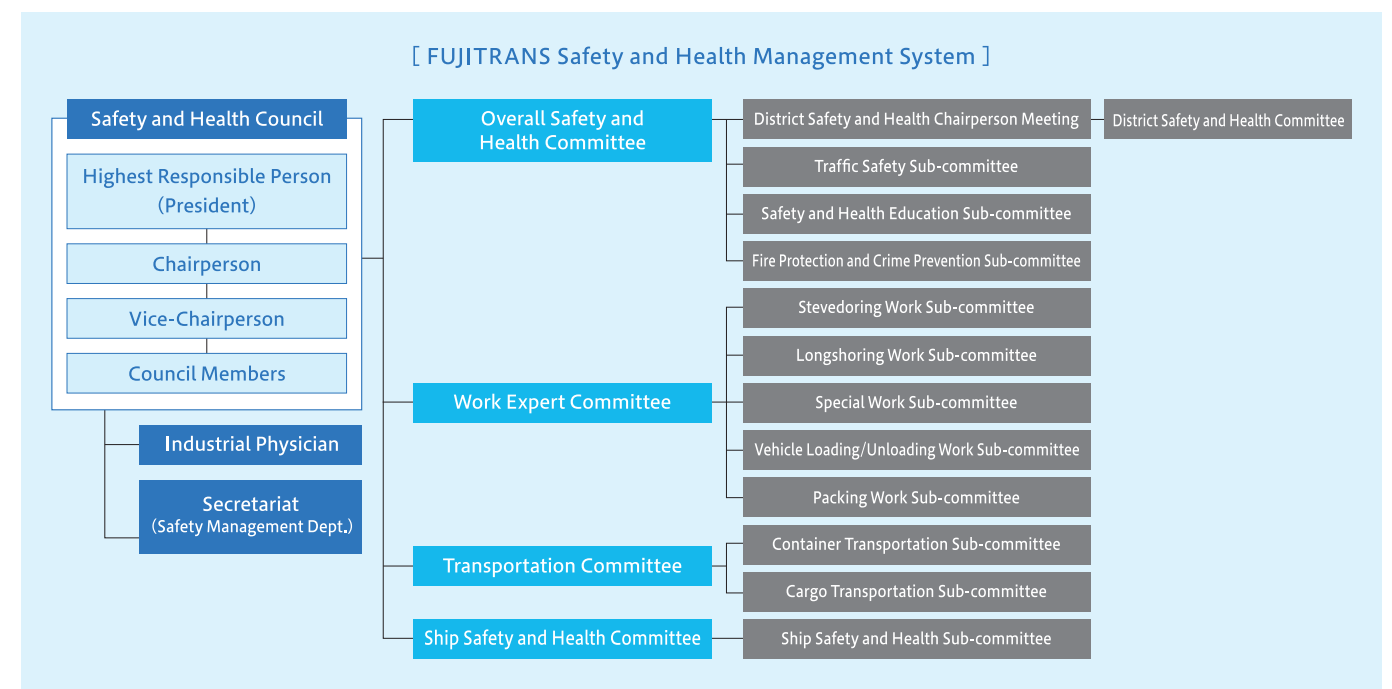 [ FUJITRANS Safety and Health Management System ]
Safety and Health Council
Highest Responsible Person
(President)
Chairperson
Vice-Chairperson
Council Members
Industrial Physician
Secretariat
(Safety Management Dept.)
Overall Safety and
Health Committee
District Safety and Health Chairperson Meeting
District Safety and Health Committee
Traffic Safety Sub-committee
Safety and Health Education Sub-committee
Fire Protection and Crime Prevention Sub-committee
Work Expert Committee
Stevedoring Work Sub-committee
Longshoring Work Sub-committee
Special Work Sub-committee
Vehicle Loading/Unloading Work Sub-committee
Packing Work Sub-committee
Transportation Committee
Container Transportation Sub-committee
Cargo Transportation Sub-committee
Ship Safety and Health Committee
Ship Safety and Health Sub-committee